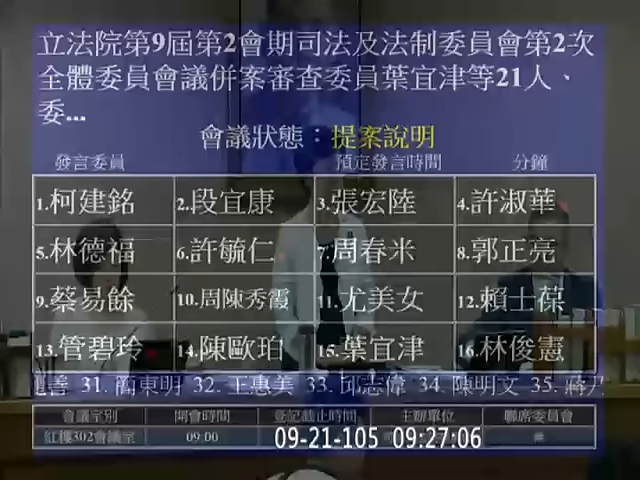 立法院第9屆第2會期司法及法制委員會第2次
全體委員會議併案審查委員葉宜津等21人、
委...
會議狀態：提案說明
發言委員 預定發言時間 分鐘
1.柯建銘 2.段宜康 3.張宏陸 4.許淑華
5.林德福 6.許毓仁 7.周春米 8.郭正亮
9.蔡易餘 10.周陳秀霞 11.尤美女 12.賴士葆
13.管碧玲 14.陳歐珀 15.葉宜津 16.林俊憲
31. 簡東明 32. 王惠美 33. 邱志偉 34. 陳明文 35.
會議室別 開會時間 登記截止時間 主辦單位 聯席委員會
紅樓302會議室 09:00
09-21-105 09:27:06